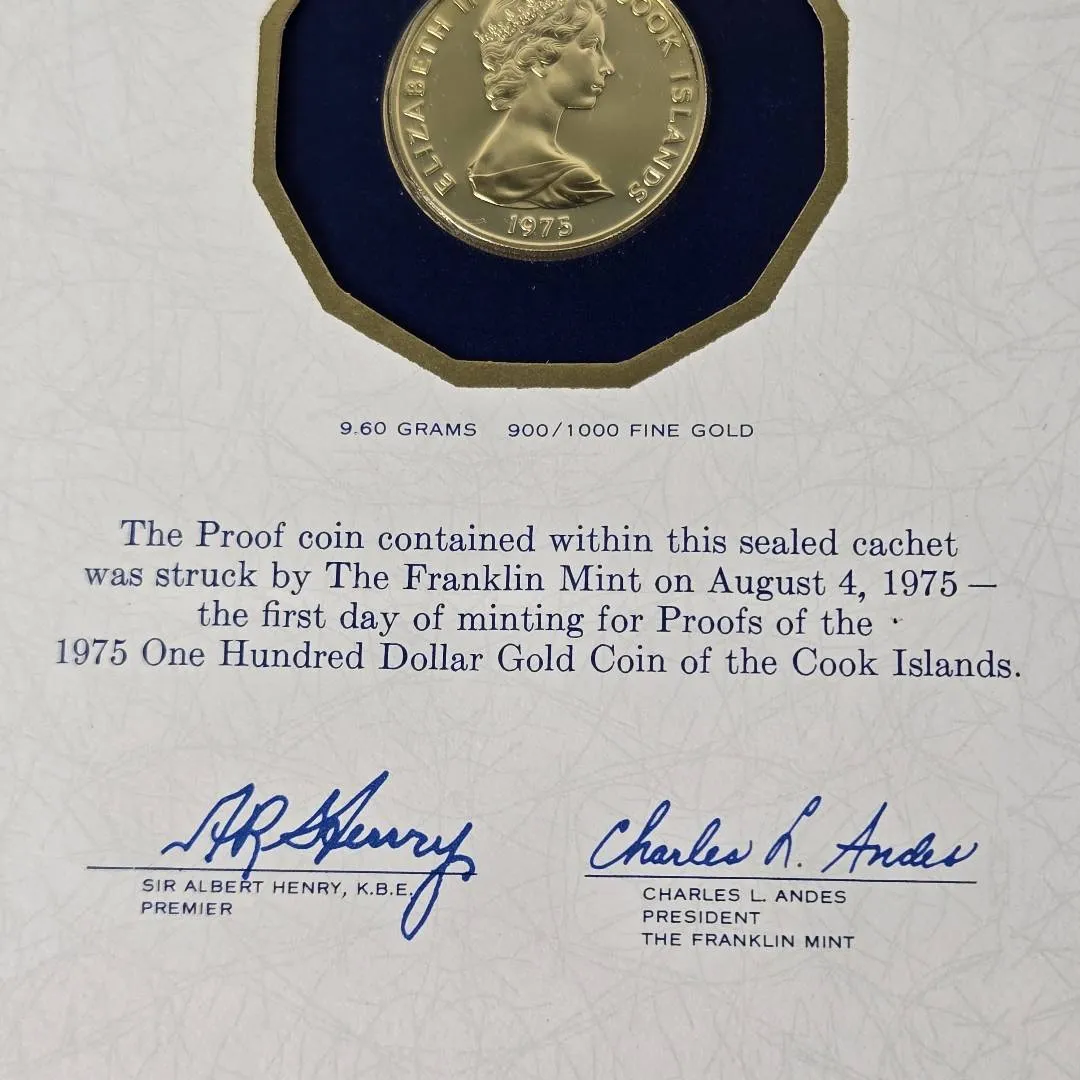 ELIZABETH II COOK ISLANDS
1975
9.60 GRAMS 900/1000 FINE GOLD
The Proof coin contained within this sealed cachet
was struck by The Franklin Mint on August 4, 1975 —
the first day of minting for Proofs of the
1975 One Hundred Dollar Gold Coin of the Cook Islands.
A R Henry Charles L. Andes
SIR ALBERT HENRY, K.B.E. CHARLES L. ANDES
PREMIER PRESIDENT
THE FRANKLIN MINT